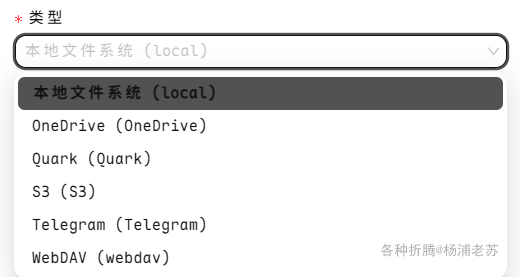 * 类型
本地文件系统 (local)
本地文件系统 (local)
OneDrive (OneDrive)
Quark (Quark)
S3 (S3)
Telegram (Telegram)
WebDAV (webdav)
各种折腾@杨浦老苏